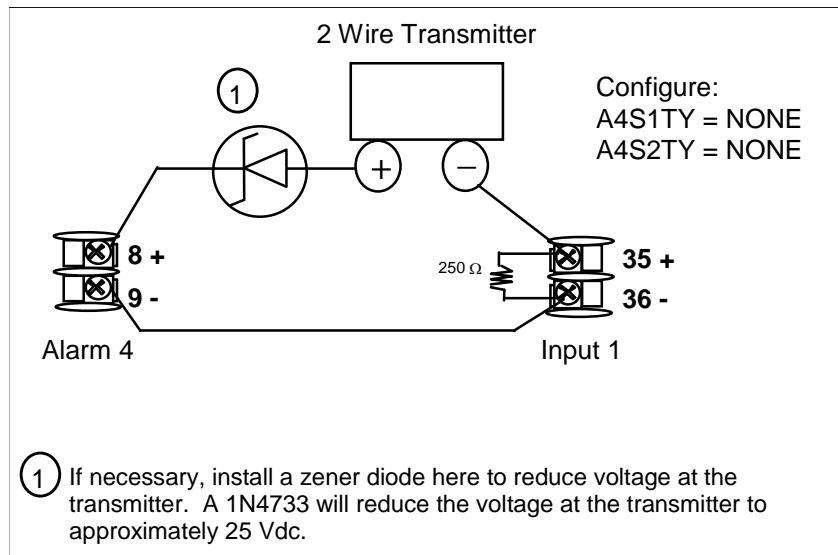 2 Wire Transmitter
1
Configure:
A4S1TY = NONE
A4S2TY = NONE
+
−
8 +
9 -
250 Ω
35 +
36 -
Alarm 4
Input 1
1 If necessary, install a zener diode here to reduce voltage at the
transmitter. A 1N4733 will reduce the voltage at the transmitter to
approximately 25 Vdc.